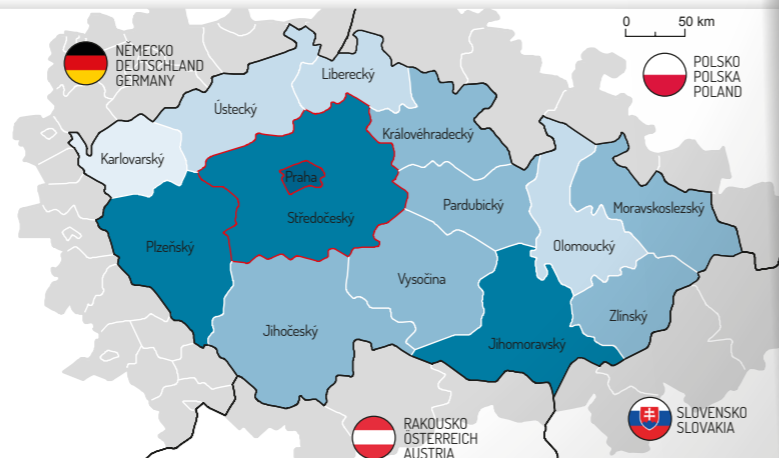 0 50 km
NĚMECKO
DEUTSCHLAND
GERMANY
POLSKO
POLSKA
POLAND
Liberecký
Ústecký
Královéhradecký
Karlovarský
Praha
Středočeský
Pardubický
Moravskoslezský
Plzeňský
Olomoucký
Vysočina
Zlínský
Jihočeský
Jihomoravský
RAKOUSKO
ÖSTERREICH
AUSTRIA
SLOVENSKO
SLOVAKIA